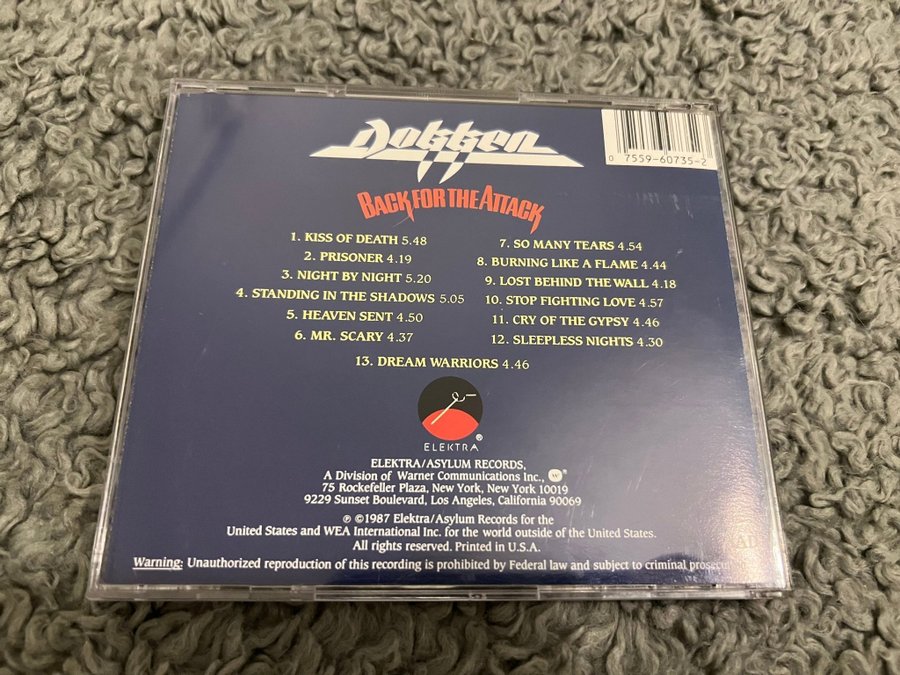 Dokken
0 7559-60735-2
BACK FOR THE ATTACK
1. KISS OF DEATH 5.48
2. PRISONER 4.19
3. NIGHT BY NIGHT 5.20
4. STANDING IN THE SHADOWS 5.05
5. HEAVEN SENT 4.50
6. MR. SCARY 4.37
7. SO MANY TEARS 4.54
8. BURNING LIKE A FLAME 4.44
9. LOST BEHIND THE WALL 4.18
10. STOP FIGHTING LOVE 4.57
11. CRY OF THE GYPSY 4.46
12. SLEEPLESS NIGHTS 4.30
13. DREAM WARRIORS 4.46
ELEKTRA®
ELEKTRA/ASYLUM RECORDS,
A Division of Warner Communications Inc., ®
75 Rockefeller Plaza, New York, New York 10019
9229 Sunset Boulevard, Los Angeles, California 90069
℗ ©1987 Elektra/Asylum Records for the
United States and WEA International Inc. for the world outside of the United States.
All rights reserved. Printed in U.S.A.
Warning: Unauthorized reproduction of this recording is prohibited by Federal law and subject to criminal prosecu